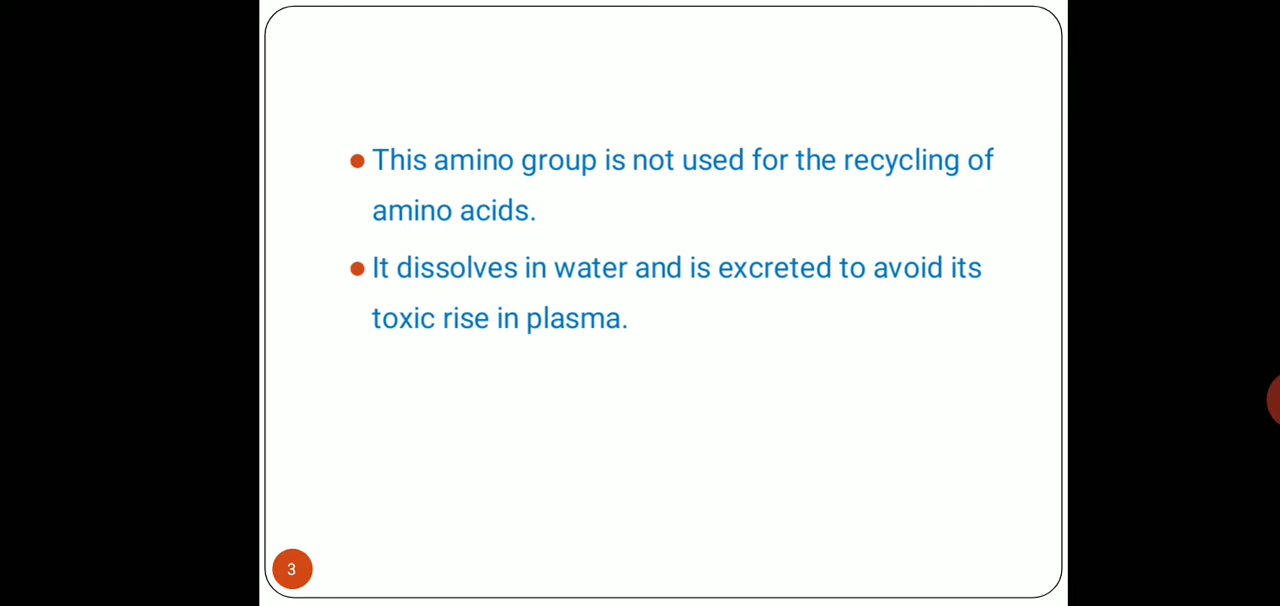 This amino group is not used for the recycling of
amino acids.
It dissolves in water and is excreted to avoid its
toxic rise in plasma.
3